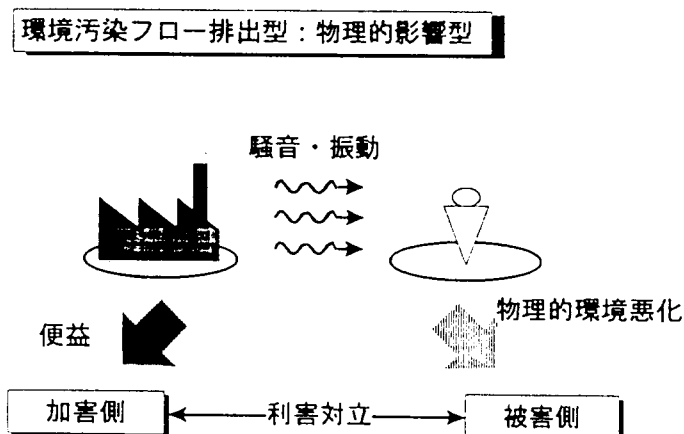 環境汚染フロー排出型:物理的影響型
騒音・振動
便益
物理的環境悪化
加害側
利害対立
被害側